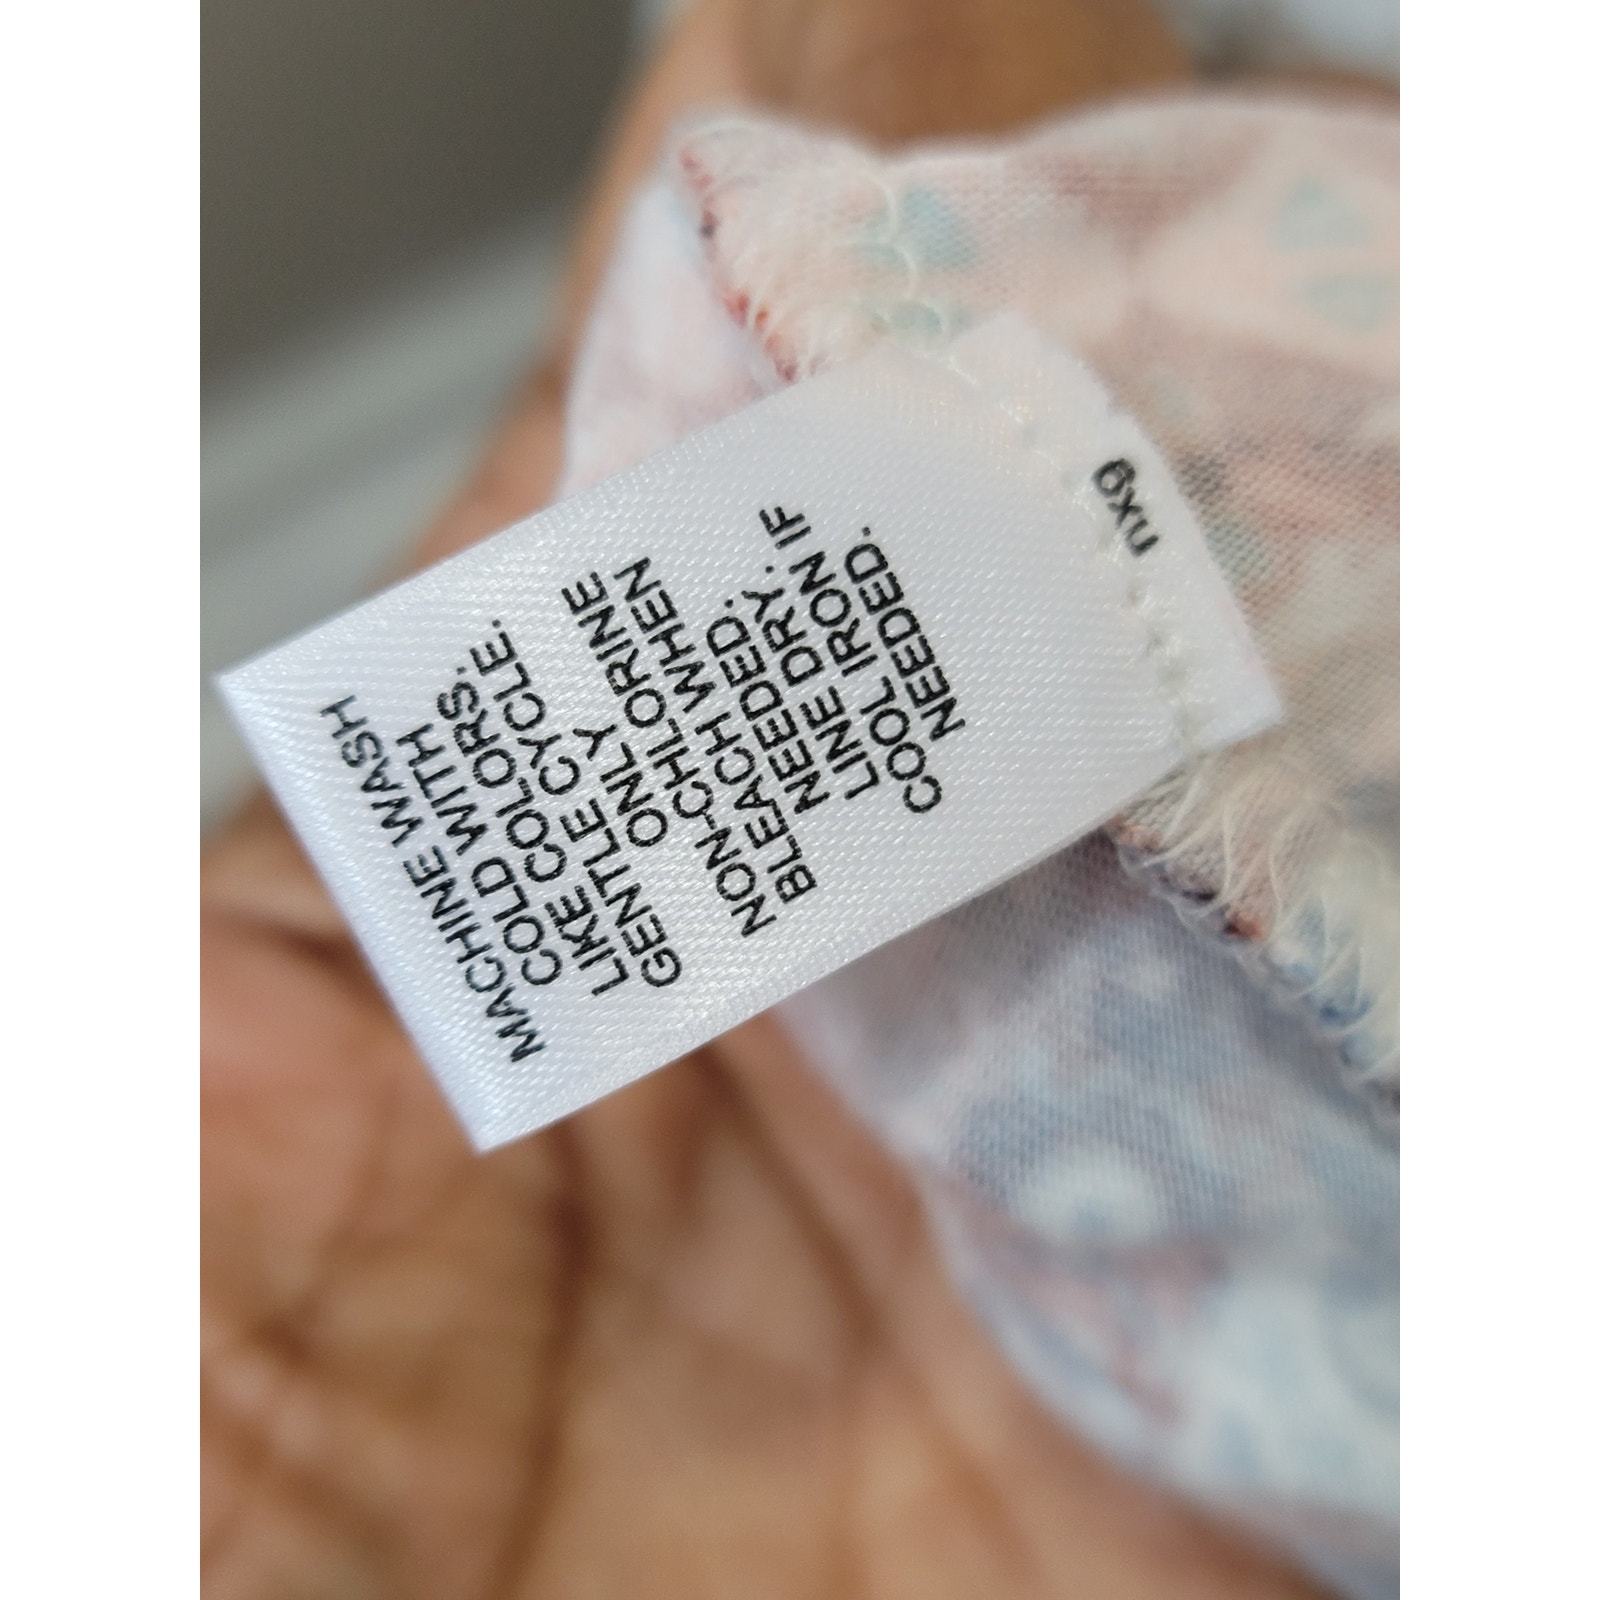 MACHINE WASH
COLD WITH
LIKE COLORS.
GENTLE CYCLE.
ONLY
NON-CHLORINE
BLEACH WHEN
NEEDED.
LINE DRY.
COOL IRON IF
NEEDED.
nxg